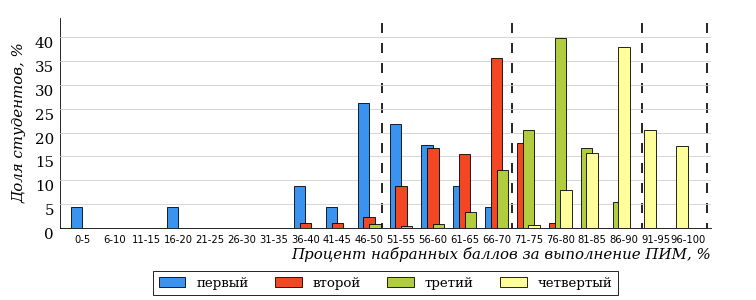 Доля студентов, %
40
35
30
25
20
15
10
5
0
0-5 6-10 11-15 16-20 21-25 26-30 31-35 36-40 41-45 46-50 51-55 56-60 61-65 66-70 71-75 76-80 81-85 86-90 91-95 96-100
Процент набранных баллов за выполнение ПИМ, %
первый второй третий четвертый